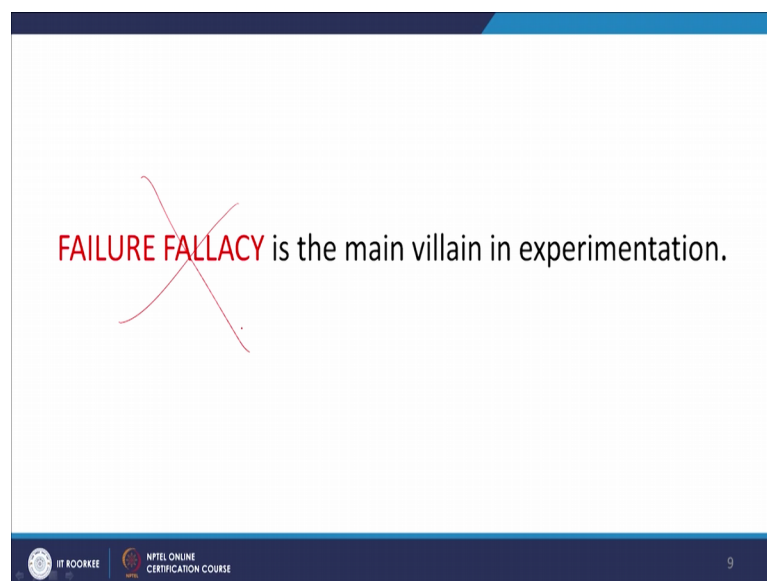 FAILURE FALLACY is the main villain in experimentation.
IIT ROORKEE
NPTEL ONLINE
CERTIFICATION COURSE
9